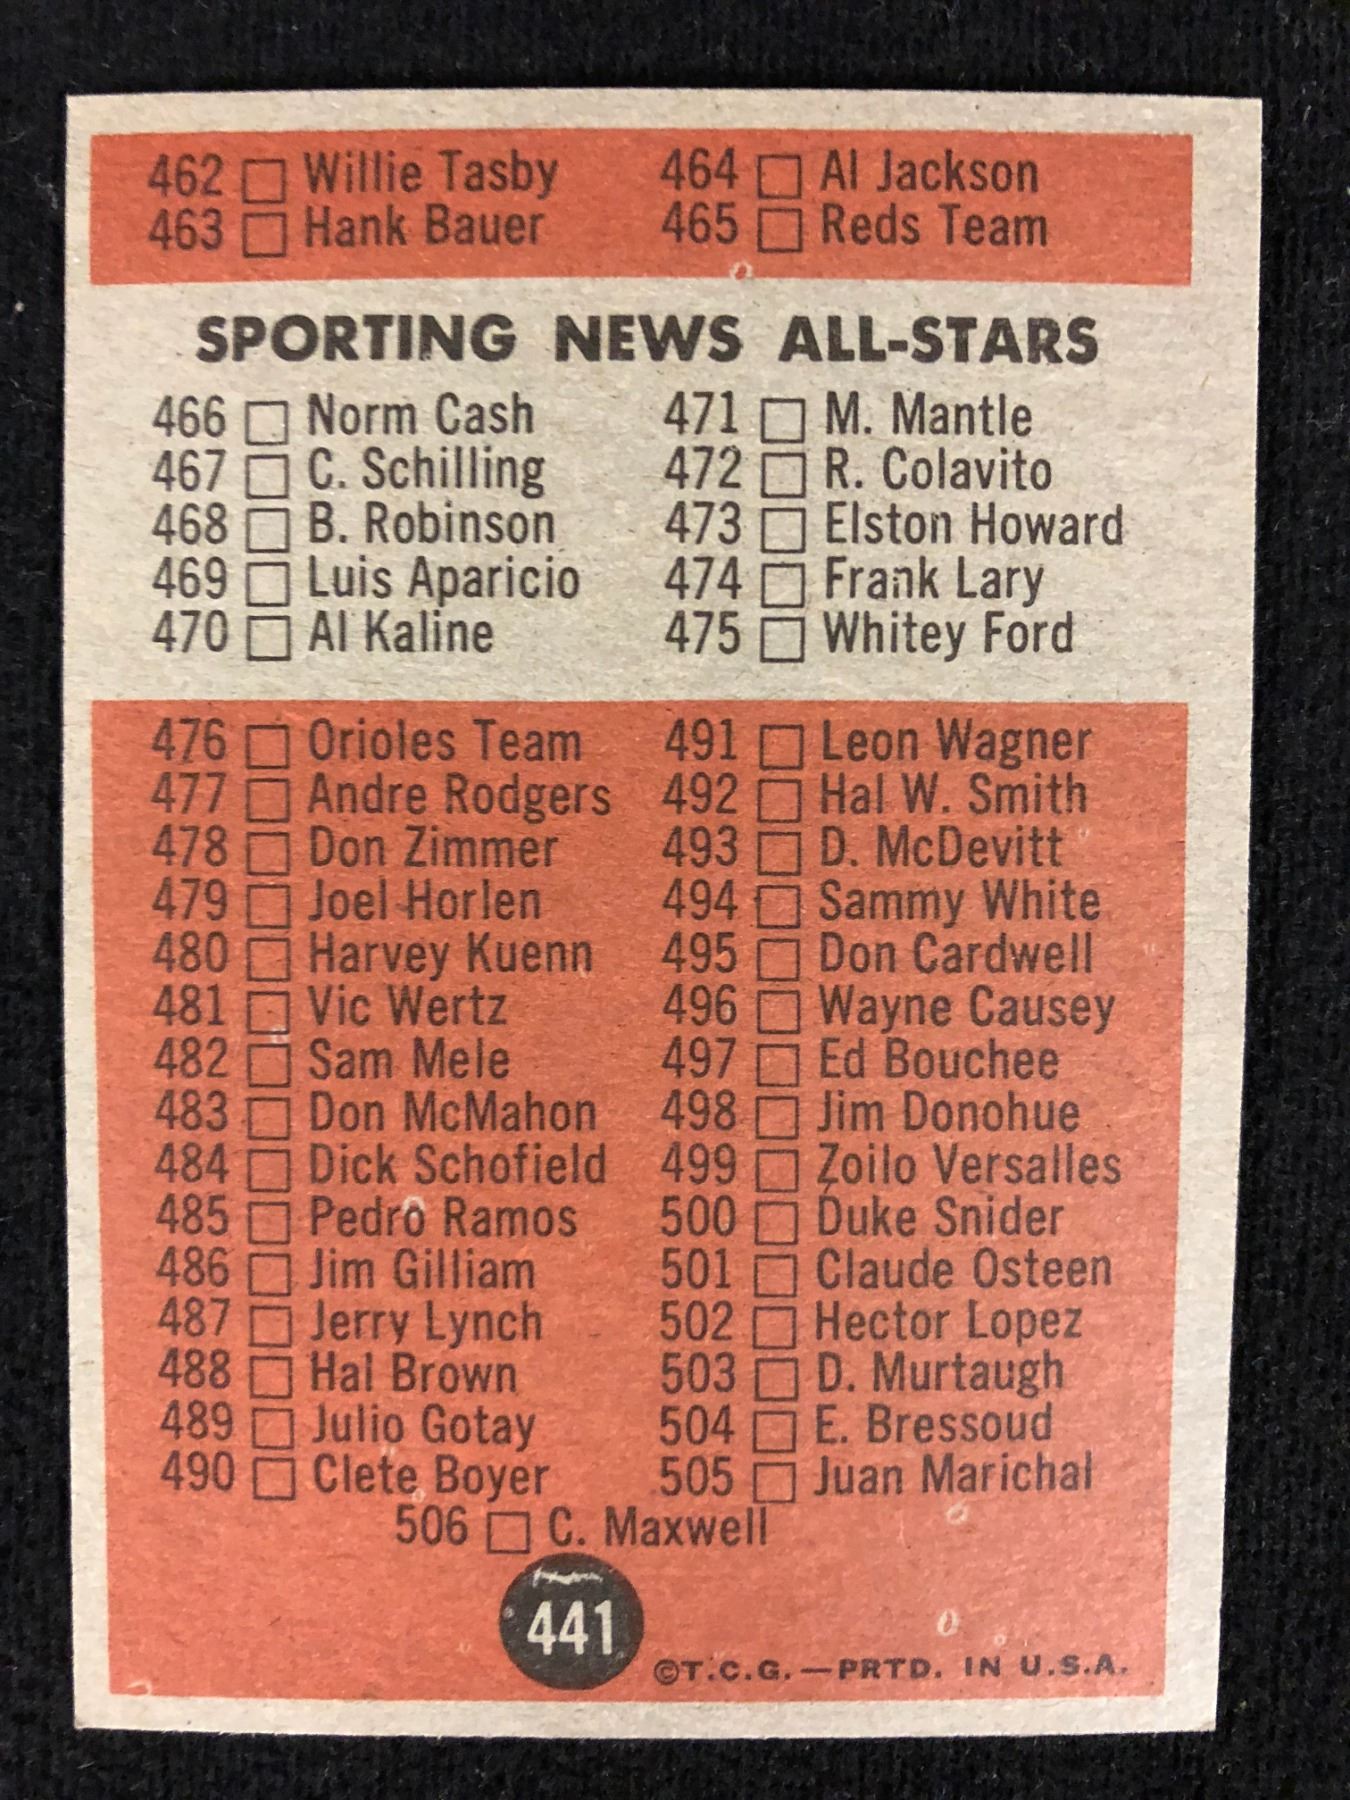 462 Willie Tasby 464 Al Jackson
463 Hank Bauer 465 Reds Team
SPORTING NEWS ALL-STARS
466 Norm Cash 471 M. Mantle
467 C. Schilling 472 R. Colavito
468 B. Robinson 473 Elston Howard
469 Luis Aparicio 474 Frank Lary
470 Al Kaline 475 Whitey Ford
476 Orioles Team 491 Leon Wagner
477 Andre Rodgers 492 Hal W. Smith
478 Don Zimmer 493 D. McDevitt
479 Joel Horlen 494 Sammy White
480 Harvey Kuenn 495 Don Cardwell
481 Vic Wertz 496 Wayne Causey
482 Sam Mele 497 Ed Bouchee
483 Don McMahon 498 Jim Donohue
484 Dick Schofield 499 Zoilo Versalles
485 Pedro Ramos 500 Duke Snider
486 Jim Gilliam 501 Claude Osteen
487 Jerry Lynch 502 Hector Lopez
488 Hal Brown 503 D. Murtaugh
489 Julio Gotay 504 E. Bressoud
490 Clete Boyer 505 Juan Marichal
506 C. Maxwell
441
©T.C.G.—PRTD. IN U.S.A.